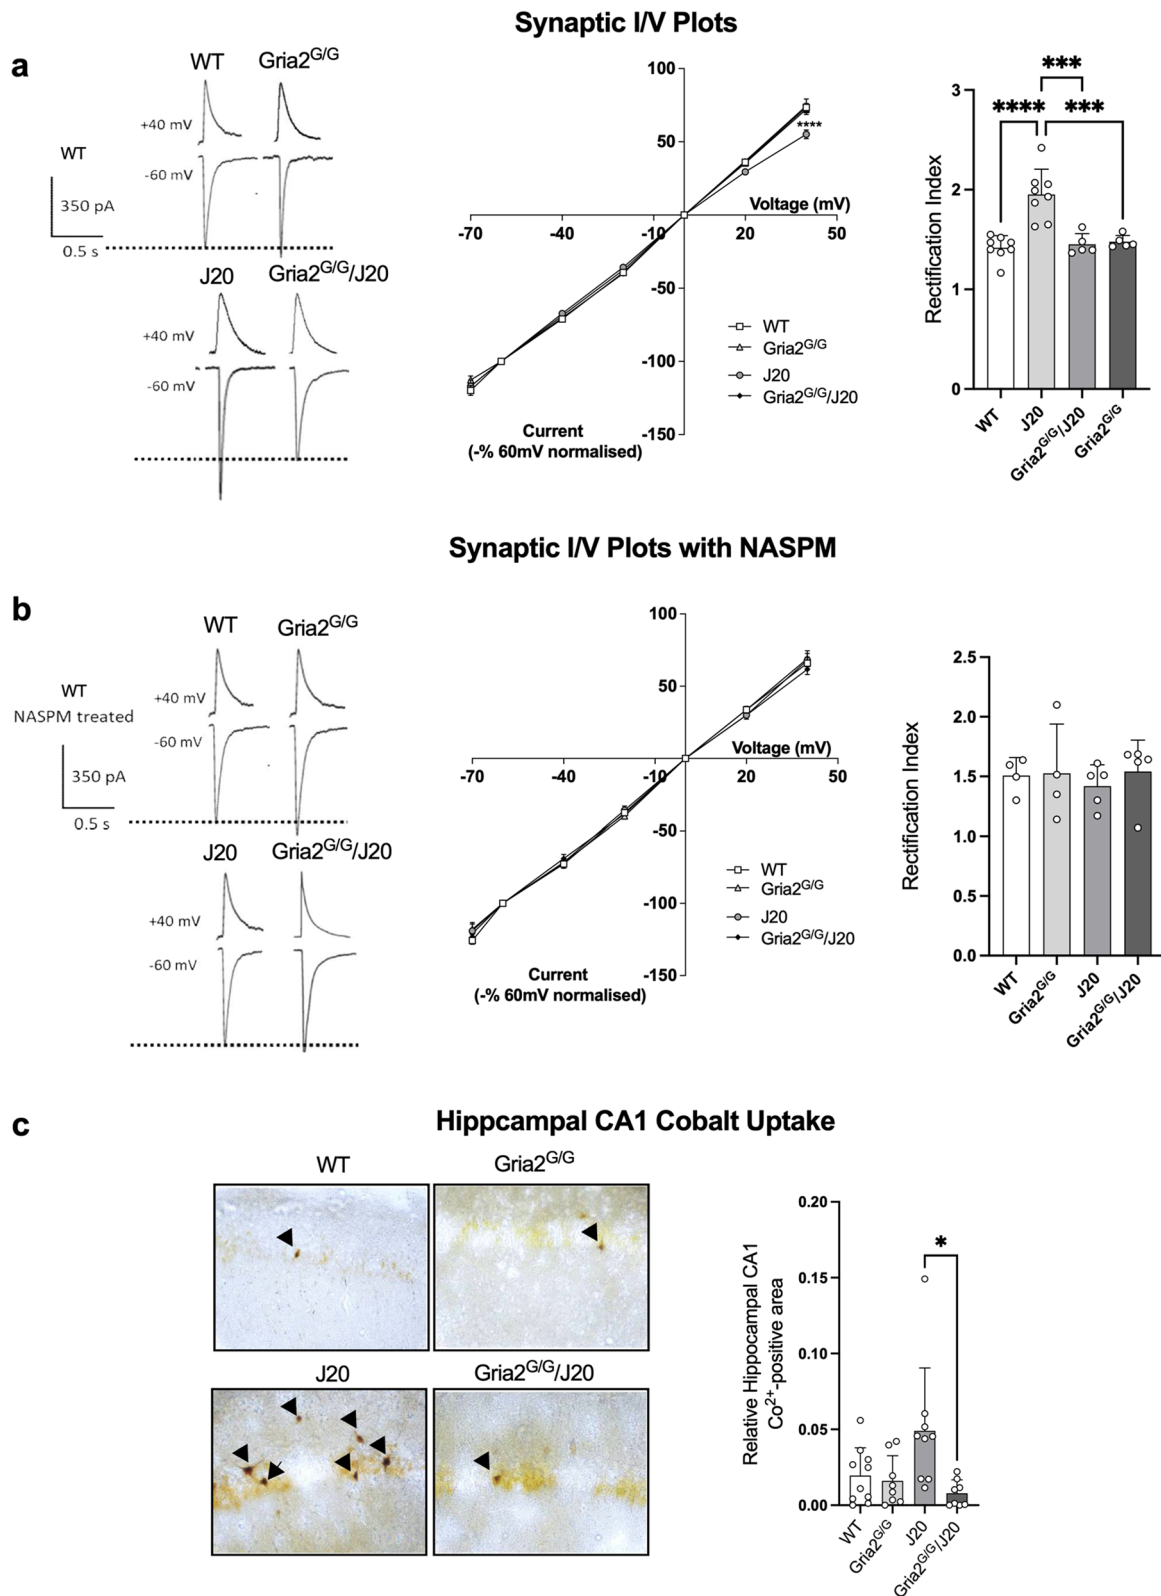 Synaptic I/V Plots
a
WT
Gria2G/G
+40 mV
-60 mV
WT
350 pA
0.5 s
J20
Gria2G/G/J20
+40 mV
-60 mV
100
50
-50
-100
-150
-70
-40
-10
20
50
Voltage (mV)
****
WT
Gria2G/G
J20
Gria2G/G/J20
Current
(-% 60mV normalised)
Rectification Index
3
2
1
0
***
****
***
WT
J20
Gria2G/G/J20
Gria2G/G
Synaptic I/V Plots with NASPM
b
WT
Gria2G/G
+40 mV
-60 mV
WT
NASPM treated
350 pA
0.5 s
J20
Gria2G/G/J20
+40 mV
-60 mV
100
50
-50
-100
-150
-70
-40
-10
20
50
Voltage (mV)
WT
Gria2G/G
J20
Gria2G/G/J20
Current
(-% 60mV normalised)
Rectification Index
2.5
2.0
1.5
1.0
0.5
0.0
WT
Gria2G/G
J20
Gria2G/G/J20
c
Hippcampal CA1 Cobalt Uptake
WT
Gria2G/G
J20
Gria2G/G/J20
Relative Hippocampal CA1
Co2+-positive area
0.20
0.15
0.10
0.05
0.00
*
WT
Gria2G/G
J20
Gria2G/G/J20